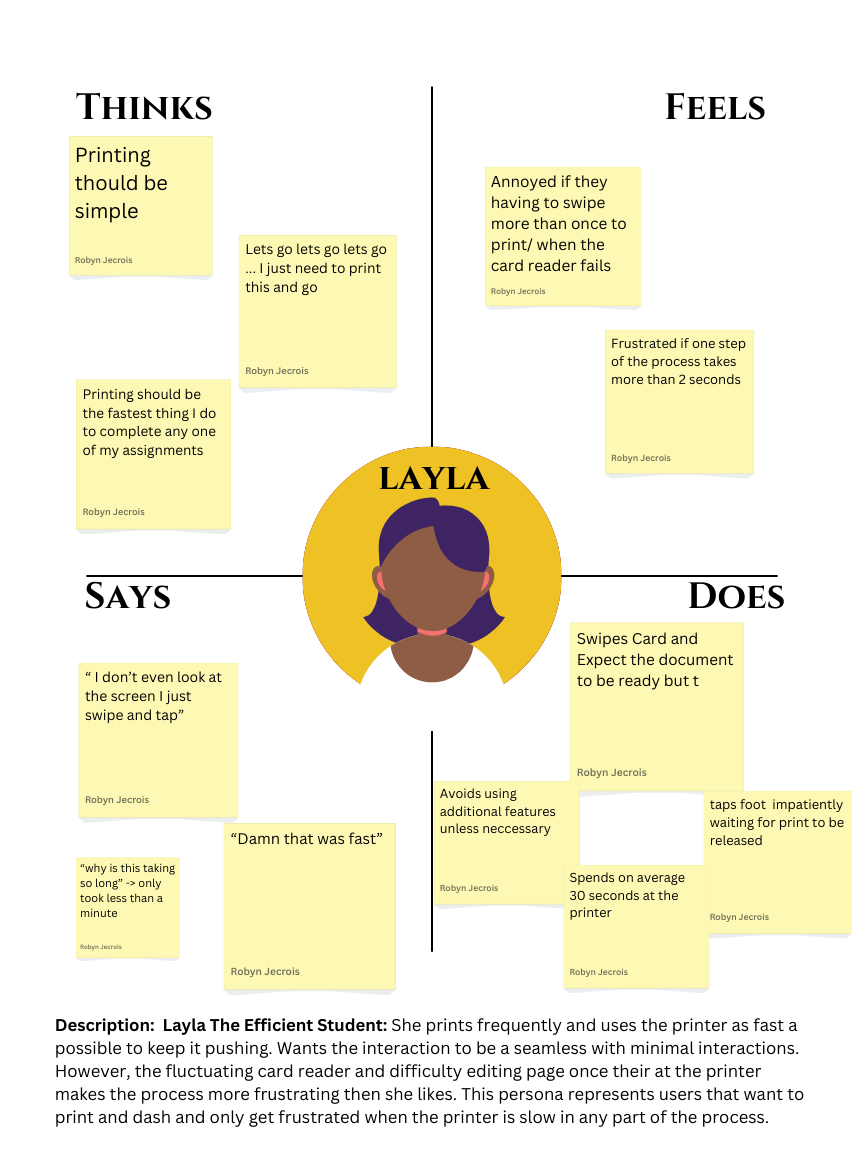 THINKS
Printing
thould be
simple
Robyn Jecrois
Lets go lets go lets go
... I just need to print
this and go
Robyn Jecrois
Printing should be
the fastest thing I do
to complete any one
of my assignments
Robyn Jecrois
FEELS
Annoyed if they
having to swipe
more than once to
print/ when the
card reader fails
Robyn Jecrois
Frustrated if one step
of the process takes
more than 2 seconds
Robyn Jecrois
LAYLA
SAYS
“ I don’t even look at
the screen I just
swipe and tap”
Robyn Jecrois
“Damn that was fast”
Robyn Jecrois
“why is this taking
so long” -> only
took less than a
minute
Robyn Jecrois
DOES
Swipes Card and
Expect the document
to be ready but t
Robyn Jecrois
Avoids using
additional features
unless neccessary
Robyn Jecrois
taps foot  impatiently
waiting for print to be
released
Robyn Jecrois
Spends on average
30 seconds at the
printer
Robyn Jecrois
Description:  Layla The Efficient Student: She prints frequently and uses the printer as fast a
possible to keep it pushing. Wants the interaction to be a seamless with minimal interactions.
However, the fluctuating card reader and difficulty editing page once their at the printer
makes the process more frustrating then she likes. This persona represents users that want to
print and dash and only get frustrated when the printer is slow in any part of the process.